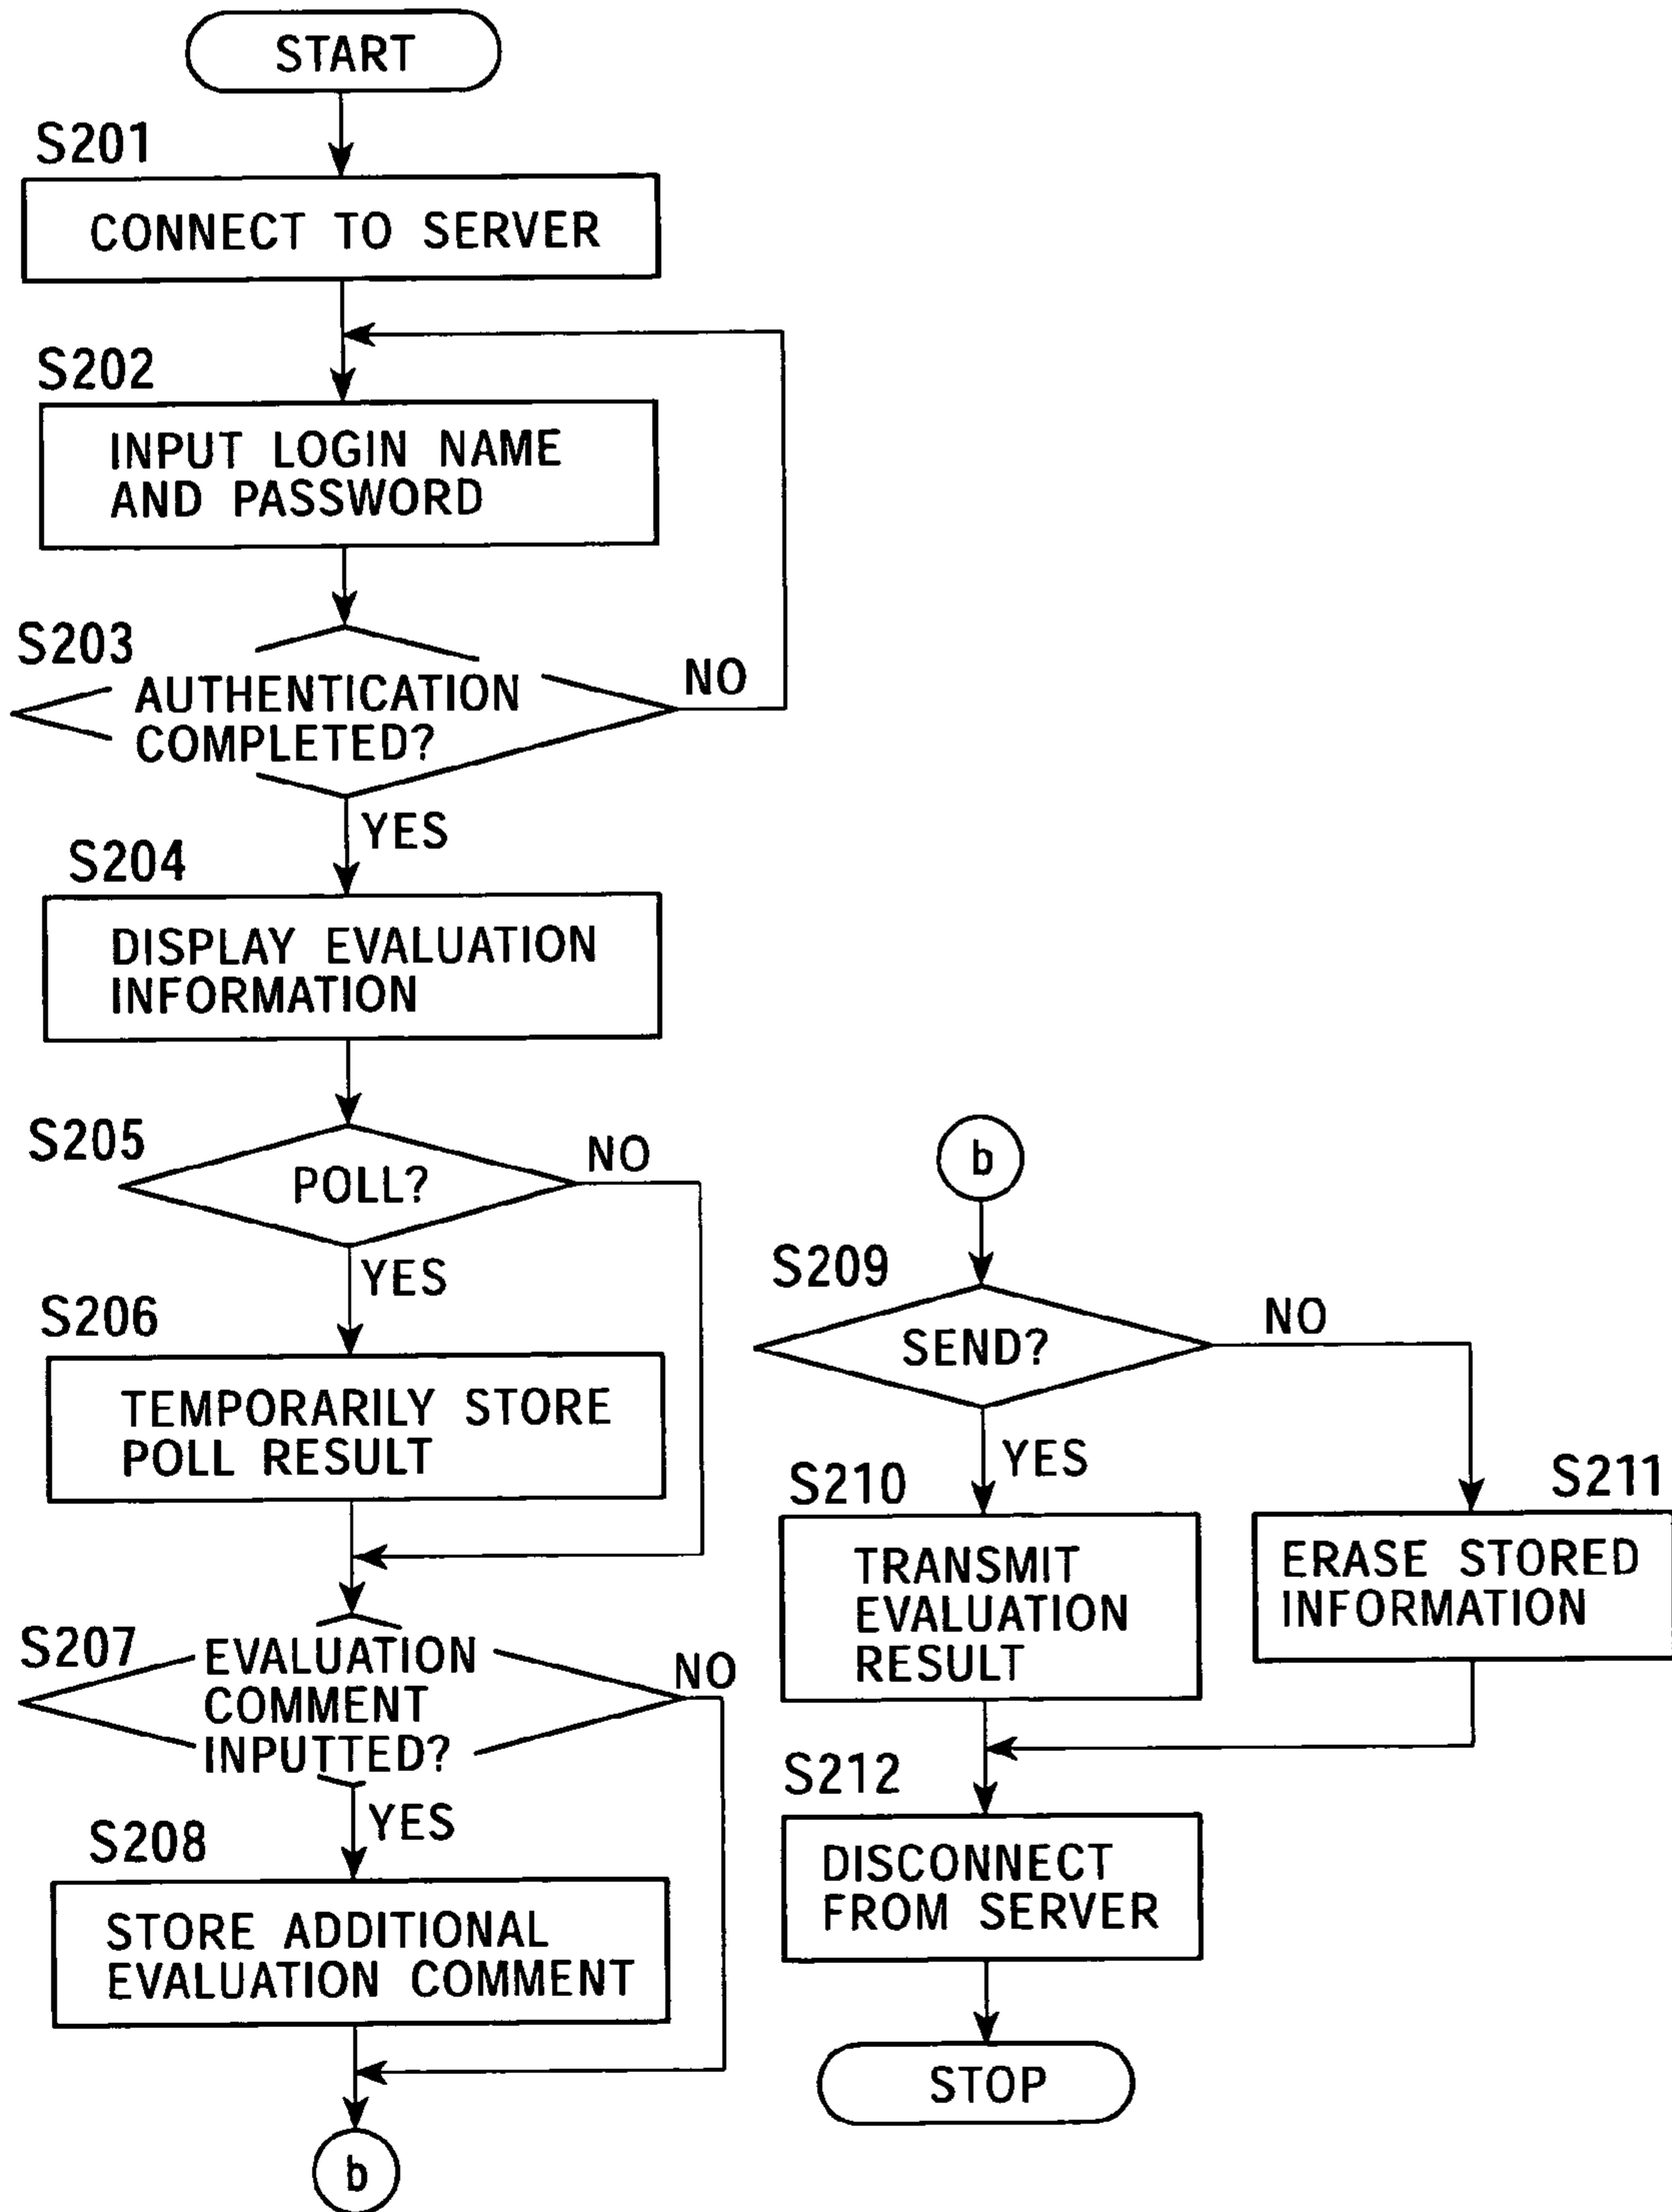 START
S201
CONNECT TO SERVER
S202
INPUT LOGIN NAME
AND PASSWORD
S203
AUTHENTICATION
COMPLETED?
NO
YES
S204
DISPLAY EVALUATION
INFORMATION
S205
POLL?
NO
YES
S206
TEMPORARILY STORE
POLL RESULT
S207
EVALUATION
COMMENT
INPUTTED?
NO
YES
S208
STORE ADDITIONAL
EVALUATION COMMENT
b
b
S209
SEND?
NO
YES
S210
TRANSMIT
EVALUATION
RESULT
S211
ERASE STORED
INFORMATION
S212
DISCONNECT
FROM SERVER
STOP